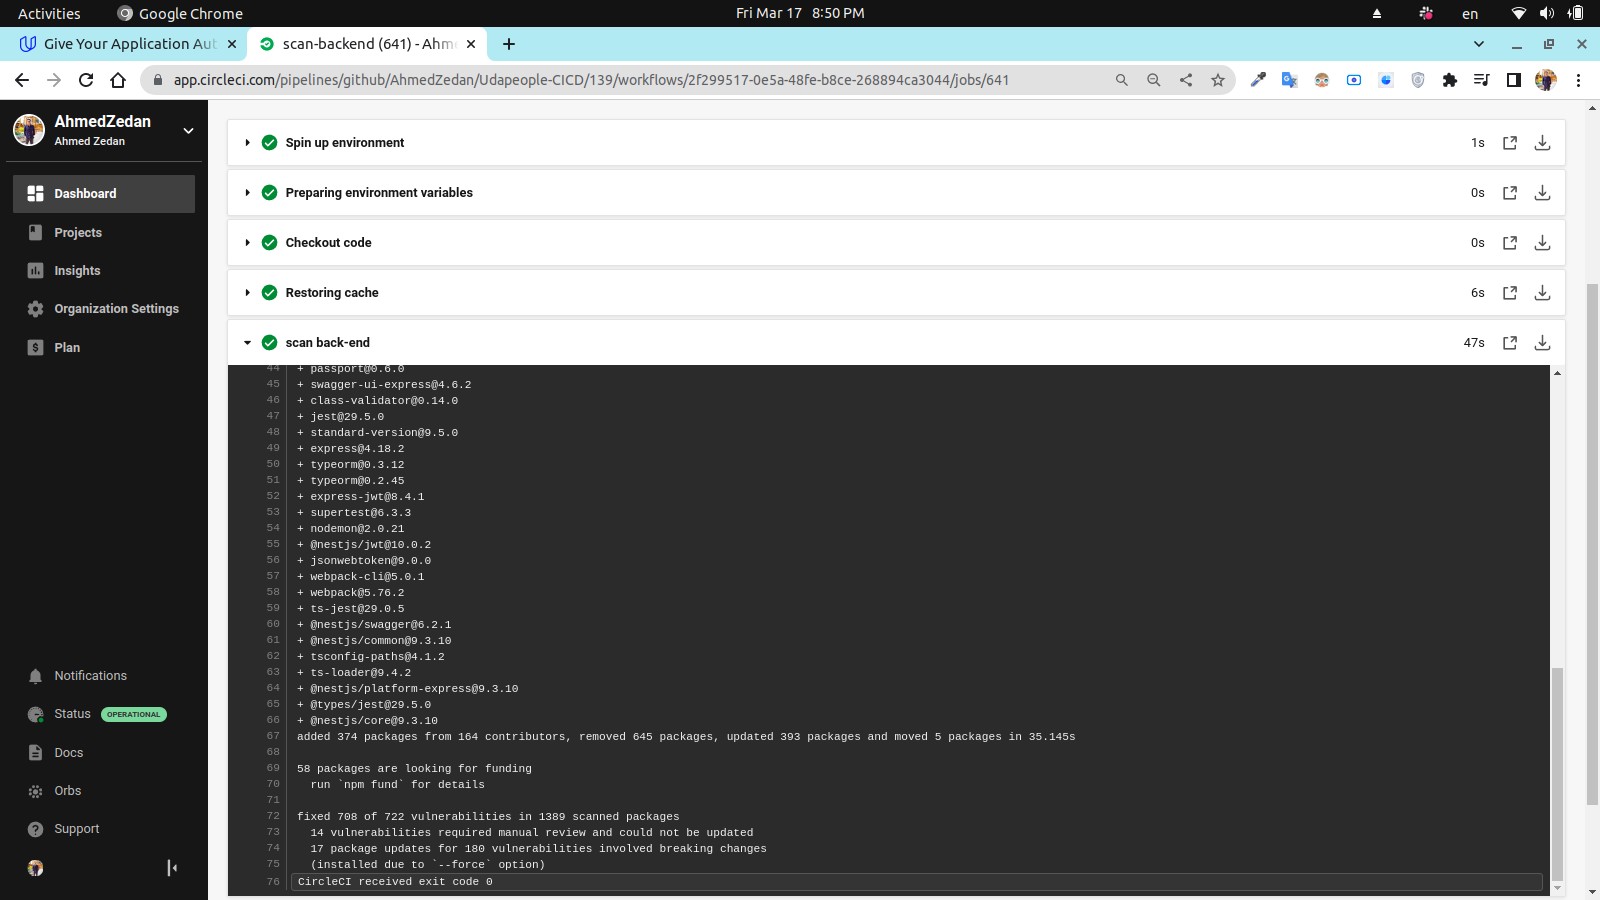 Activities
Google Chrome
Fri Mar 17 8:50 PM
en
Give Your Application Aut
scan-backend (641) - Ahme
app.circleci.com/pipelines/github/AhmedZedan/Udapeople-CICD/139/workflows/2f299517-0e5a-48fe-b8ce-268894ca3044/jobs/641
AhmedZedan
Ahmed Zedan
Dashboard
Projects
Insights
Organization Settings
Plan
Notifications
Status OPERATIONAL
Docs
Orbs
Support
Spin up environment 1s
Preparing environment variables 0s
Checkout code 0s
Restoring cache 6s
scan back-end 47s
44 + passport@0.6.0
45 + swagger-ui-express@4.6.2
46 + class-validator@0.14.0
47 + jest@29.5.0
48 + standard-version@9.5.0
49 + express@4.18.2
50 + typeorm@0.3.12
51 + typeorm@0.2.45
52 + express-jwt@8.4.1
53 + supertest@6.3.3
54 + nodemon@2.0.21
55 + @nestjs/jwt@10.0.2
56 + jsonwebtoken@9.0.0
57 + webpack-cli@5.0.1
58 + webpack@5.76.2
59 + ts-jest@29.0.5
60 + @nestjs/swagger@6.2.1
61 + @nestjs/common@9.3.10
62 + tsconfig-paths@4.1.2
63 + ts-loader@9.4.2
64 + @nestjs/platform-express@9.3.10
65 + @types/jest@29.5.0
66 + @nestjs/core@9.3.10
67 added 374 packages from 164 contributors, removed 645 packages, updated 393 packages and moved 5 packages in 35.145s
68
69 58 packages are looking for funding
70 run `npm fund` for details
71
72 fixed 708 of 722 vulnerabilities in 1389 scanned packages
73 14 vulnerabilities required manual review and could not be updated
74 17 package updates for 180 vulnerabilities involved breaking changes
75 (installed due to `--force` option)
76 CircleCI received exit code 0